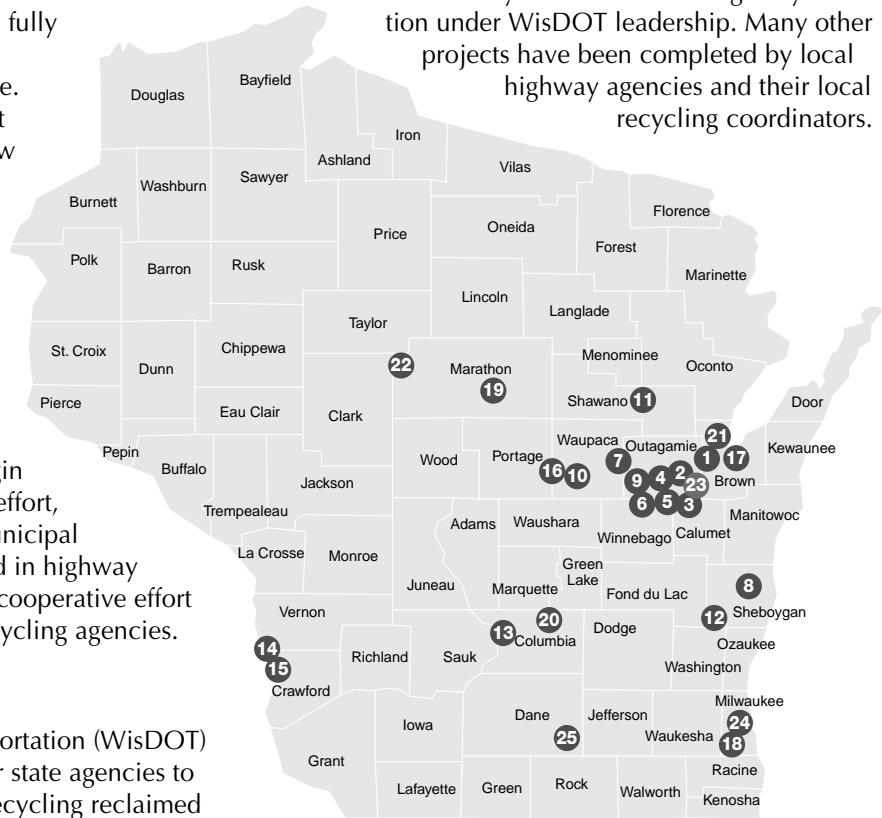 fully
e.
t
w
tion under WisDOT leadership. Many other
projects have been completed by local
highway agencies and their local
recycling coordinators.
Douglas
Bayfield
Iron
Ashland
Vilas
Burnett
Washburn
Sawyer
Price
Oneida
Florence
Forest
Marinette
Polk
Barron
Rusk
Lincoln
Langlade
Taylor
St. Croix
Dunn
Chippewa
22
Marathon
19
Menominee
Oconto
Pierce
Eau Claire
Clark
Shawano
11
Door
Pepin
Buffalo
Wood
Portage
Waupaca
Outagamie
21
Kewaunee
16
10
7
9
4
2
1
17
23
Brown
6
5
3
Jackson
Trempealeau
Adams
Waushara
Winnebago
Calumet
Manitowoc
La Crosse
Monroe
Juneau
Marquette
Green
Lake
Fond du Lac
8
Sheboygan
12
Vernon
13
20
Columbia
Dodge
Ozaukee
14
15
Crawford
Richland
Sauk
Washington
Iowa
Dane
25
Jefferson
Waukesha
Milwaukee
24
18
Grant
Racine
Lafayette
Green
Rock
Walworth
Kenosha
gin
effort,
unicipal
d in highway
cooperative effort
cycling agencies.
ortation (WisDOT)
r state agencies to
ecycling reclaimed